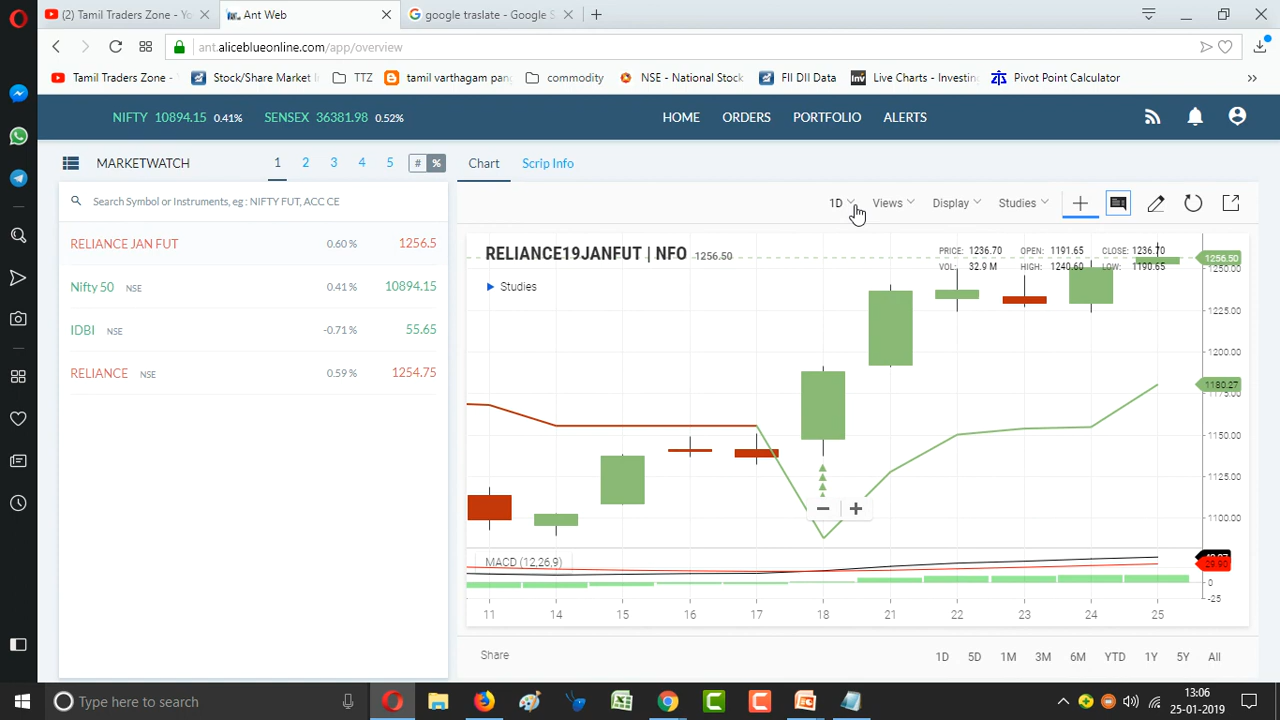 (2) Tamil Traders Zone - Yo
Ant Web
google traslate - Google S
ant.aliceblueonline.com/app/overview
Tamil Traders Zone -
Stock/Share Market
TTZ
tamil varthagam pan
commodity
NSE - National Stock
FII DII Data
Live Charts - Investin
Pivot Point Calculator
NIFTY 10894.15 0.41%
SENSEX 36381.98 0.52%
HOME
ORDERS
PORTFOLIO
ALERTS
MARKETWATCH
1 2 3 4 5 # %
Chart
Scrip Info
Search Symbol or Instruments, eg : NIFTY FUT, ACC CE
1D
Views
Display
Studies
RELIANCE JAN FUT 0.60 % 1256.5
Nifty 50 NSE 0.41 % 10894.15
IDBI NSE -0.71 % 55.65
RELIANCE NSE 0.59 % 1254.75
RELIANCE19JANFUT | NFO 1256.50
PRICE: 1236.70 OPEN: 1191.65 CLOSE: 1236.70
VOL: 32.9 M HIGH: 1240.60 LOW: 1190.65
Studies
1256.50
1250.00
1225.00
1200.00
1180.27
1175.00
1150.00
1125.00
1100.00
MACD (12,26,9)
29.90
0
-25
11 14 15 16 17 18 21 22 23 24 25
Share
1D 5D 1M 3M 6M YTD 1Y 5Y All
Type here to search
13:06
25-01-2019